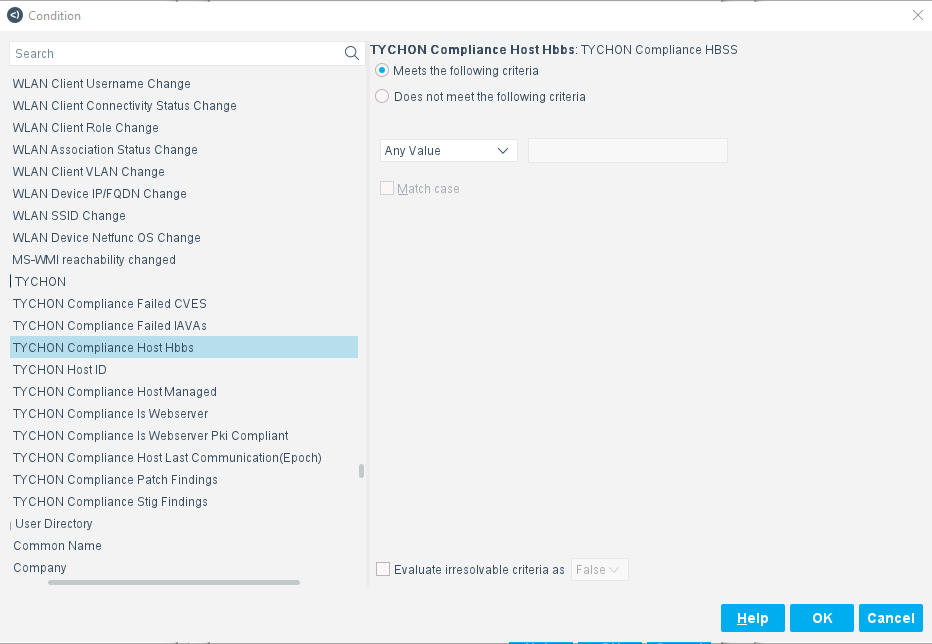 Condition
Search
WLAN Client Username Change
WLAN Client Connectivity Status Change
WLAN Client Role Change
WLAN Association Status Change
WLAN Client VLAN Change
WLAN Device IP/FQDN Change
WLAN SSID Change
WLAN Device Netfunc OS Change
MS-WMI reachability changed
TYCHON
TYCHON Compliance Failed CVES
TYCHON Compliance Failed IAVAs
TYCHON Compliance Host Hbbs
TYCHON Host ID
TYCHON Compliance Host Managed
TYCHON Compliance Is Webserver
TYCHON Compliance Is Webserver Pki Compliant
TYCHON Compliance Host Last Communication(Epoch)
TYCHON Compliance Patch Findings
TYCHON Compliance Stig Findings
User Directory
Common Name
Company
TYCHON Compliance Host Hbbs: TYCHON Compliance HBSS
Meets the following criteria
Does not meet the following criteria
Any Value
Match case
Evaluate irresolvable criteria as False
Help OK Cancel